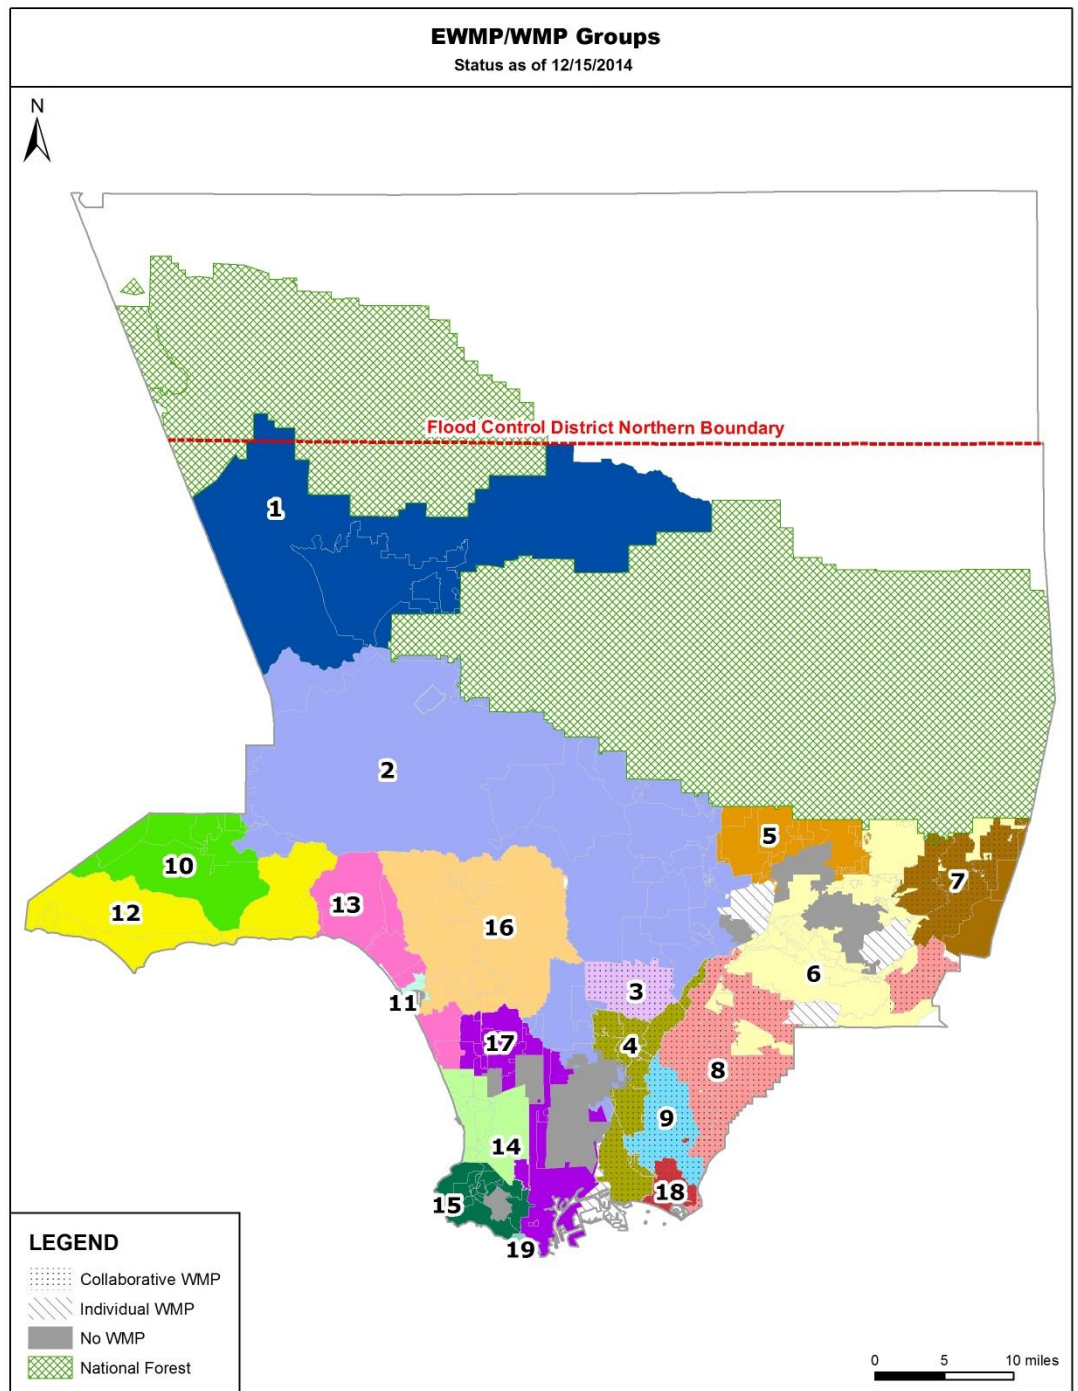 EWMP/WMP Groups
Status as of 12/15/2014
N
Flood Control District Northern Boundary
1
2
5
10
7
13
12
16
6
3
11
17
4
8
9
14
18
15
19
LEGEND
Collaborative WMP
Individual WMP
No WMP
National Forest
0 5 10 miles